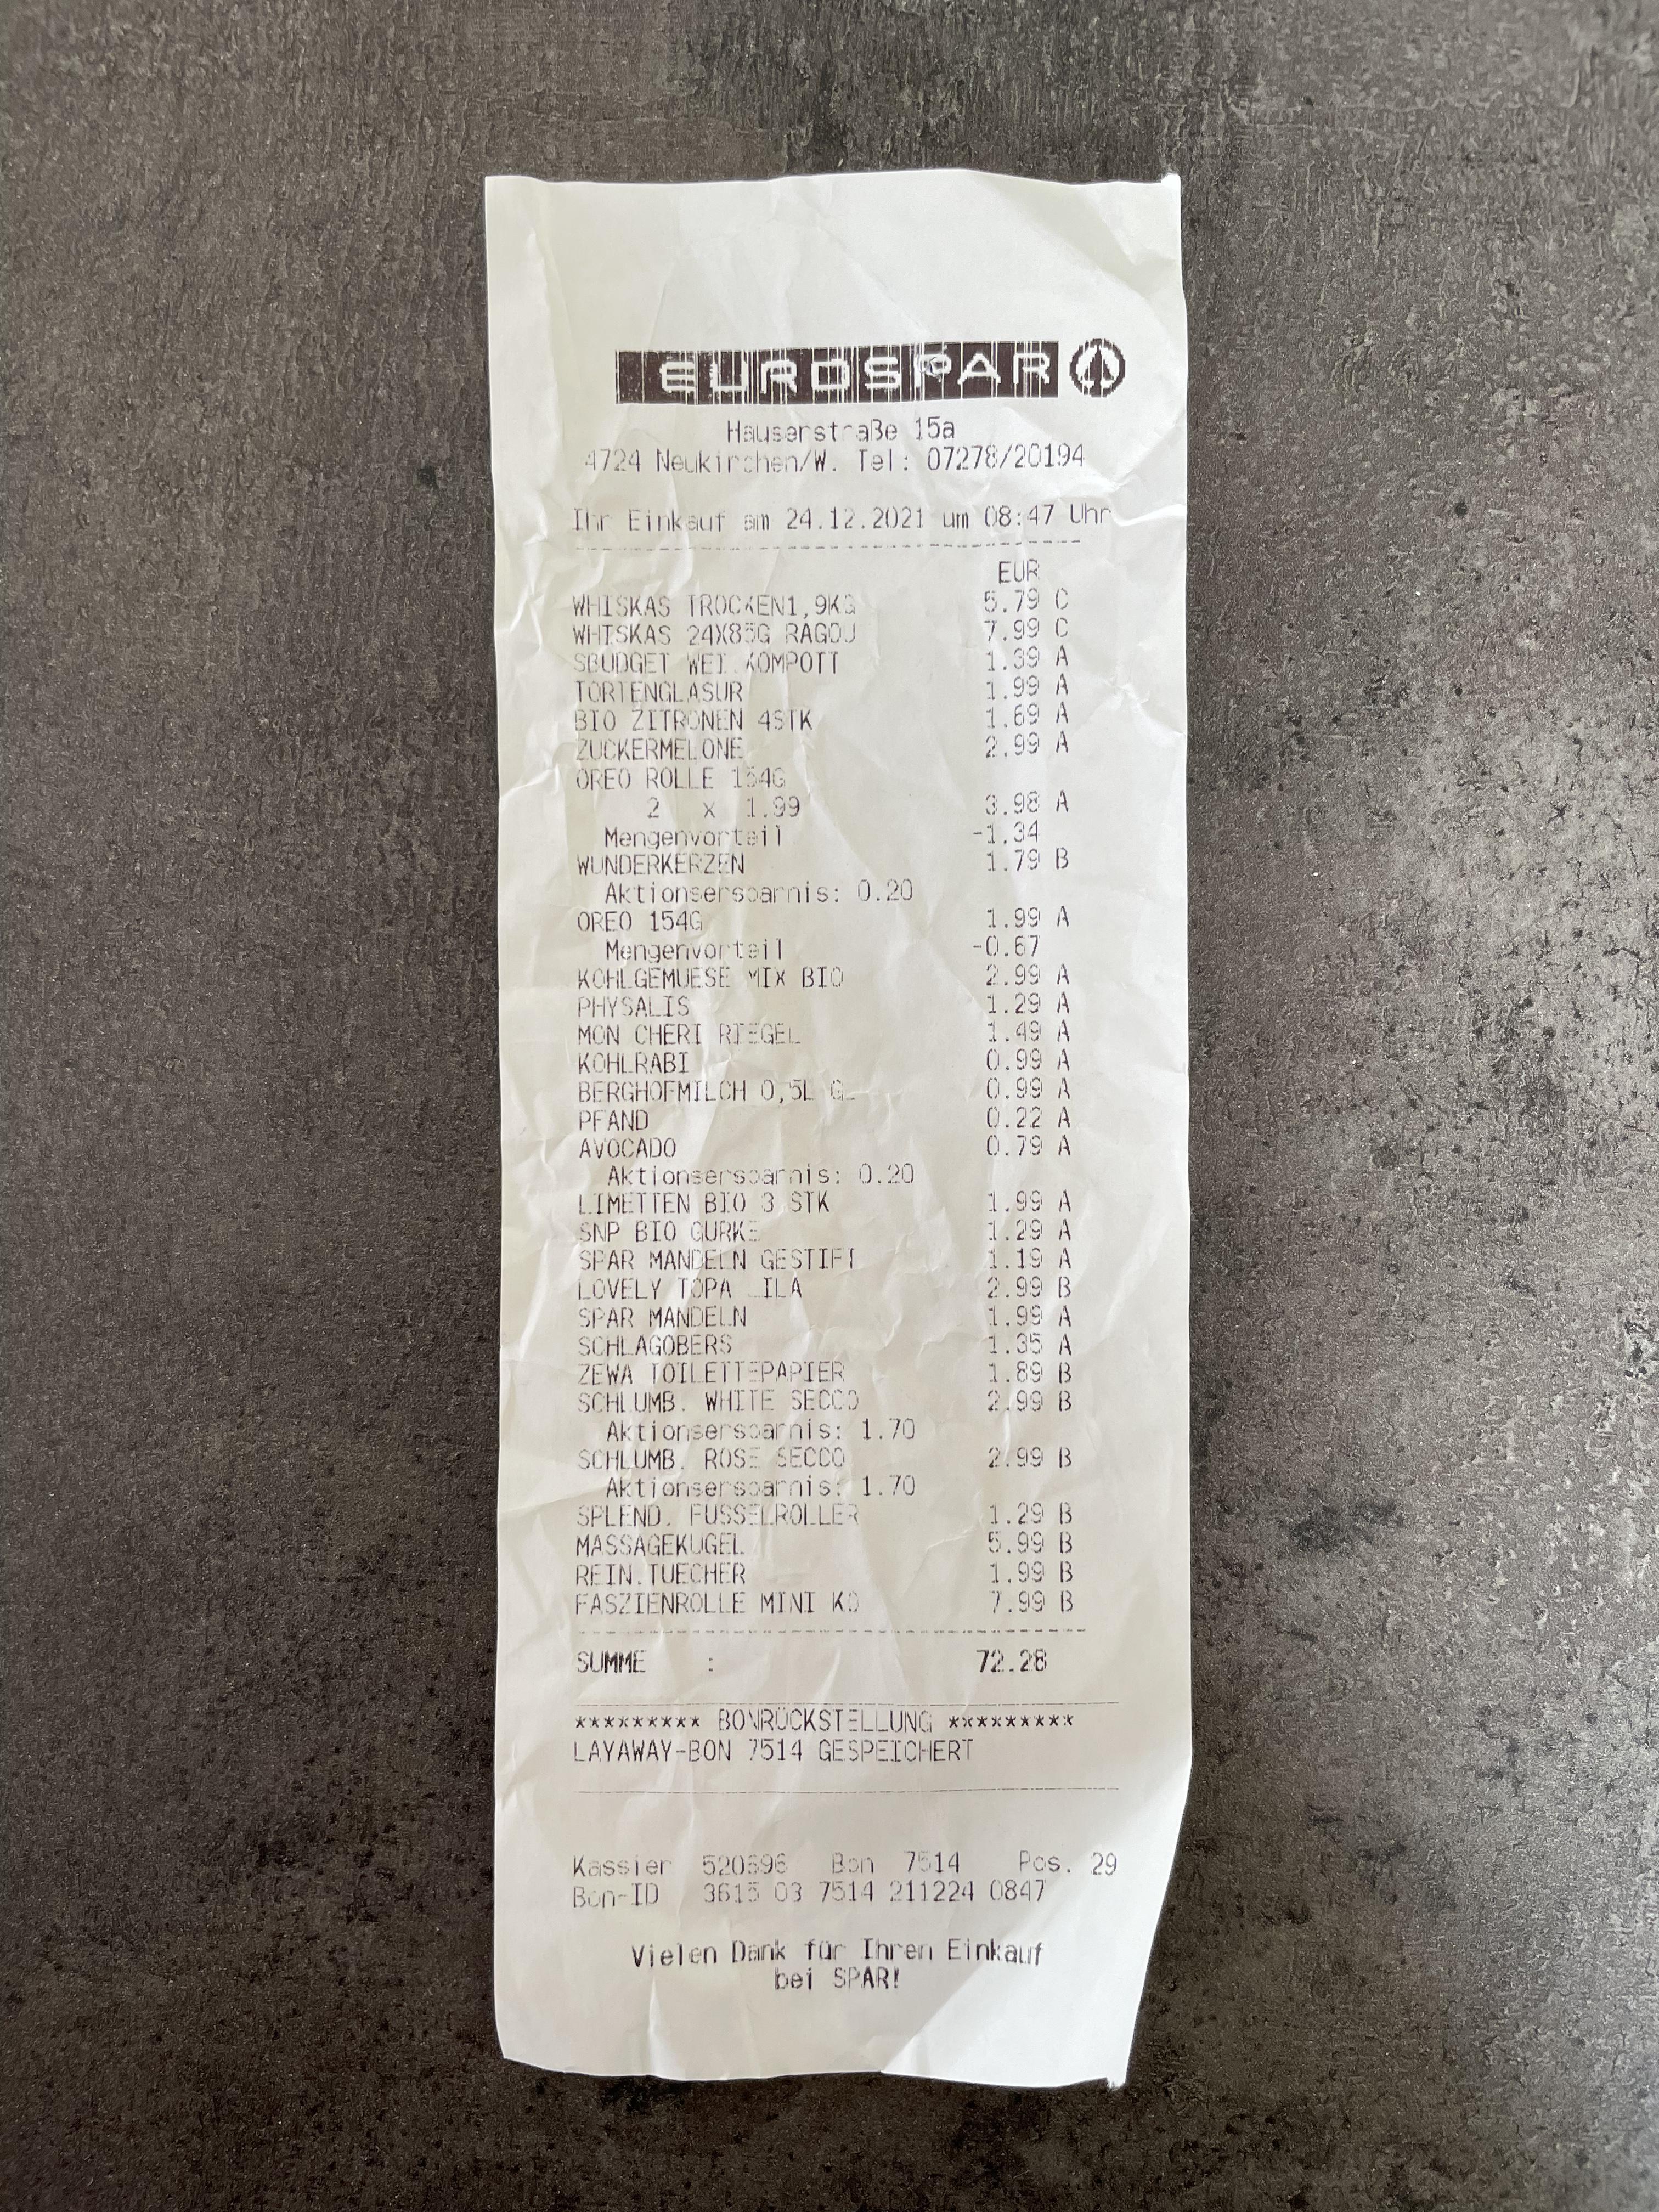 EUROSPAR
Hauserstraße 15a
4724 Neukirchen/W. Tel: 07278/20194
Ihr Einkauf am 24.12.2021 um 08:47 Uhr
EUR
WHISKAS TROCKEN1,9KG 5.79 C
WHISKAS 24X85G RAGOU 7.99 C
SBUDGET WEI.KOMPOTT 1.39 A
TORTENGLASUR 1.99 A
BIO ZITRONEN 4STK 1.69 A
ZUCKERMELONE 2.99 A
OREO ROLLE 154G
2 x 1.99 3.98 A
Mengenvorteil -1.34
WUNDERKERZEN 1.79 B
Aktionsersparnis: 0.20
OREO 154G 1.99 A
Mengenvorteil -0.67
KOHLGEMUESE MIX BIO 2.99 A
PHYSALIS 1.29 A
MON CHERI RIEGEL 1.49 A
KOHLRABI 0.99 A
BERGHOFMILCH 0,5L GL 0.99 A
PFAND 0.22 A
AVOCADO 0.79 A
Aktionsersparnis: 0.20
LIMETTEN BIO 3 STK 1.99 A
SNP BIO GURKE 1.29 A
SPAR MANDELN GESTIFT 1.19 A
LOVELY TOPA LILA 2.99 B
SPAR MANDELN 1.99 A
SCHLAGOBERS 1.35 A
ZEWA TOILETTEPAPIER 1.89 B
SCHLUMB. WHITE SECCO 2.99 B
Aktionsersparnis: 1.70
SCHLUMB. ROSE SECCO 2.99 B
Aktionsersparnis: 1.70
SPLEND. FUSSELROLLER 1.29 B
MASSAGEKUGEL 5.99 B
REIN.TUECHER 1.99 B
FASZIENROLLE MINI KO 7.99 B
SUMME : 72.28
********* BONRÜCKSTELLUNG *********
LAYAWAY-BON 7514 GESPEICHERT
Kassier 520696 Bon 7514 Pos. 29
Bon-ID 3615 03 7514 211224 0847
Vielen Dank für Ihren Einkauf
bei SPAR!